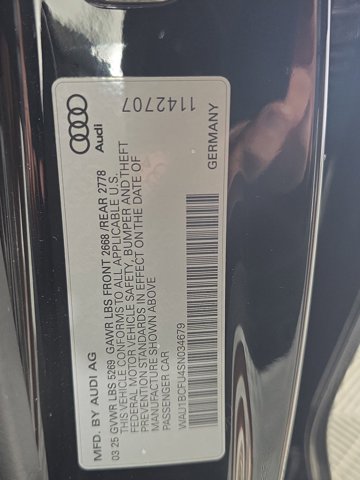 Audi
1142707
MFD. BY AUDI AG
GERMANY
03.25 GVWR LBS 5269 GAWR LBS FRONT 2668 /REAR 2778
THIS VEHICLE CONFORMS TO ALL APPLICABLE U.S.
FEDERAL MOTOR VEHICLE SAFETY, BUMPER AND THEFT
PREVENTION STANDARDS IN EFFECT ON THE DATE OF
MANUFACTURE SHOWN ABOVE
PASSENGER CAR
WAU1BCFU4SN034679